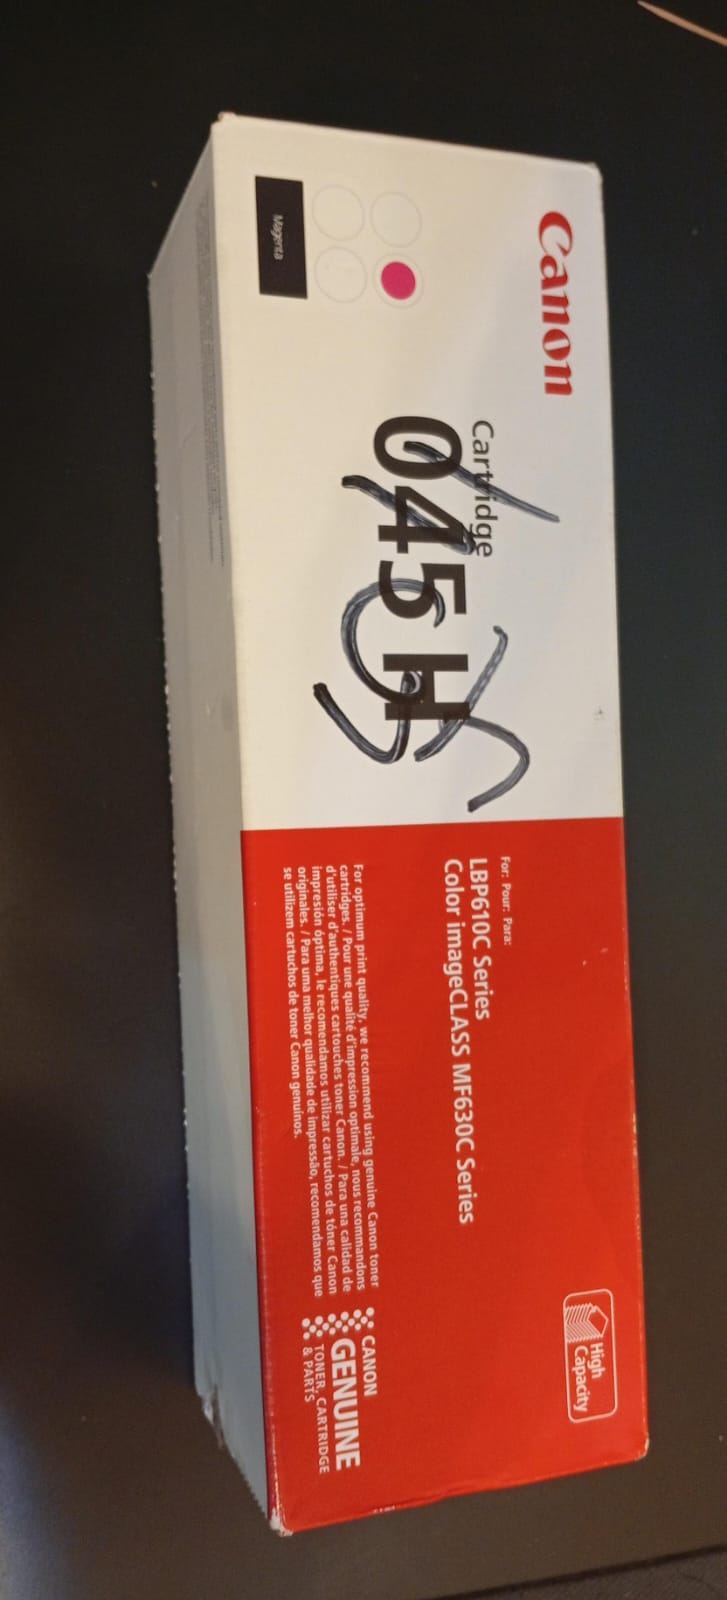 Canon
Cartridge
045 H
Magenta
For: Pour: Para:
LBP610C Series
Color imageCLASS MF630C Series
For optimum print quality, we recommend using genuine Canon toner
cartridges. / Pour une qualité d'impression optimale, nous recommandons
d'utiliser d'authentiques cartouches toner Canon. / Para una calidad de
impresión óptima, le recomendamos utilizar cartuchos de tóner Canon
originales. / Para uma melhor qualidade de impressão, recomendamos que
se utilizem cartuchos de toner Canon genuinos.
High
Capacity
CANON
GENUINE
TONER, CARTRIDGE
& PARTS